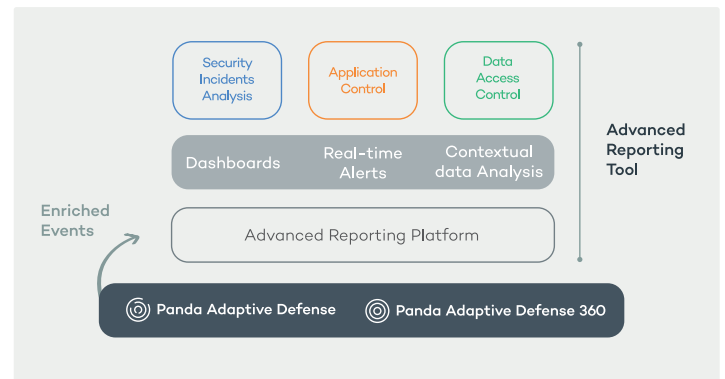 Security
Incidents
Analysis
Application
Control
Data
Access
Control
Dashboards
Real-time
Alerts
Contextual
data Analysis
Advanced
Reporting
Tool
Enriched
Events
Advanced Reporting Platform
Panda Adaptive Defense
Panda Adaptive Defense 360